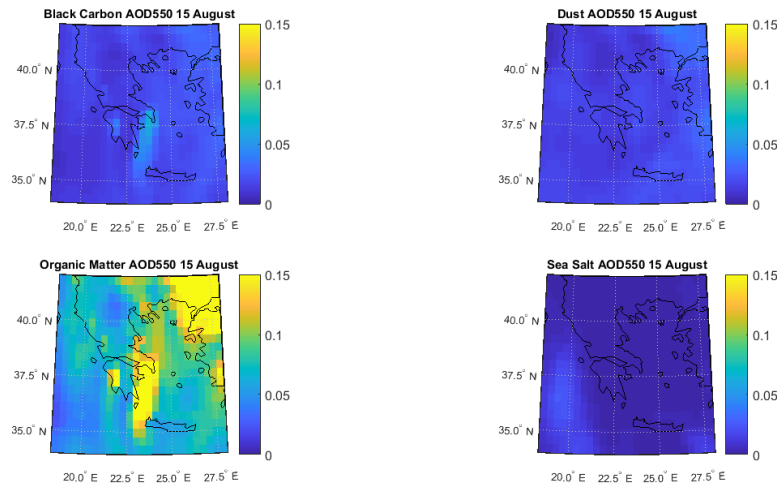 Black Carbon AOD550 15 August
0.15
0.1
0.05
0
40.0° N
37.5° N
35.0° N
20.0° E
22.5° E
25.0° E
27.5° E
Dust AOD550 15 August
0.15
0.1
0.05
0
40.0° N
37.5° N
35.0° N
20.0° E
22.5° E
25.0° E
27.5° E
Organic Matter AOD550 15 August
0.15
0.1
0.05
0
40.0° N
37.5° N
35.0° N
20.0° E
22.5° E
25.0° E
27.5° E
Sea Salt AOD550 15 August
0.15
0.1
0.05
0
40.0° N
37.5° N
35.0° N
20.0° E
22.5° E
25.0° E
27.5° E